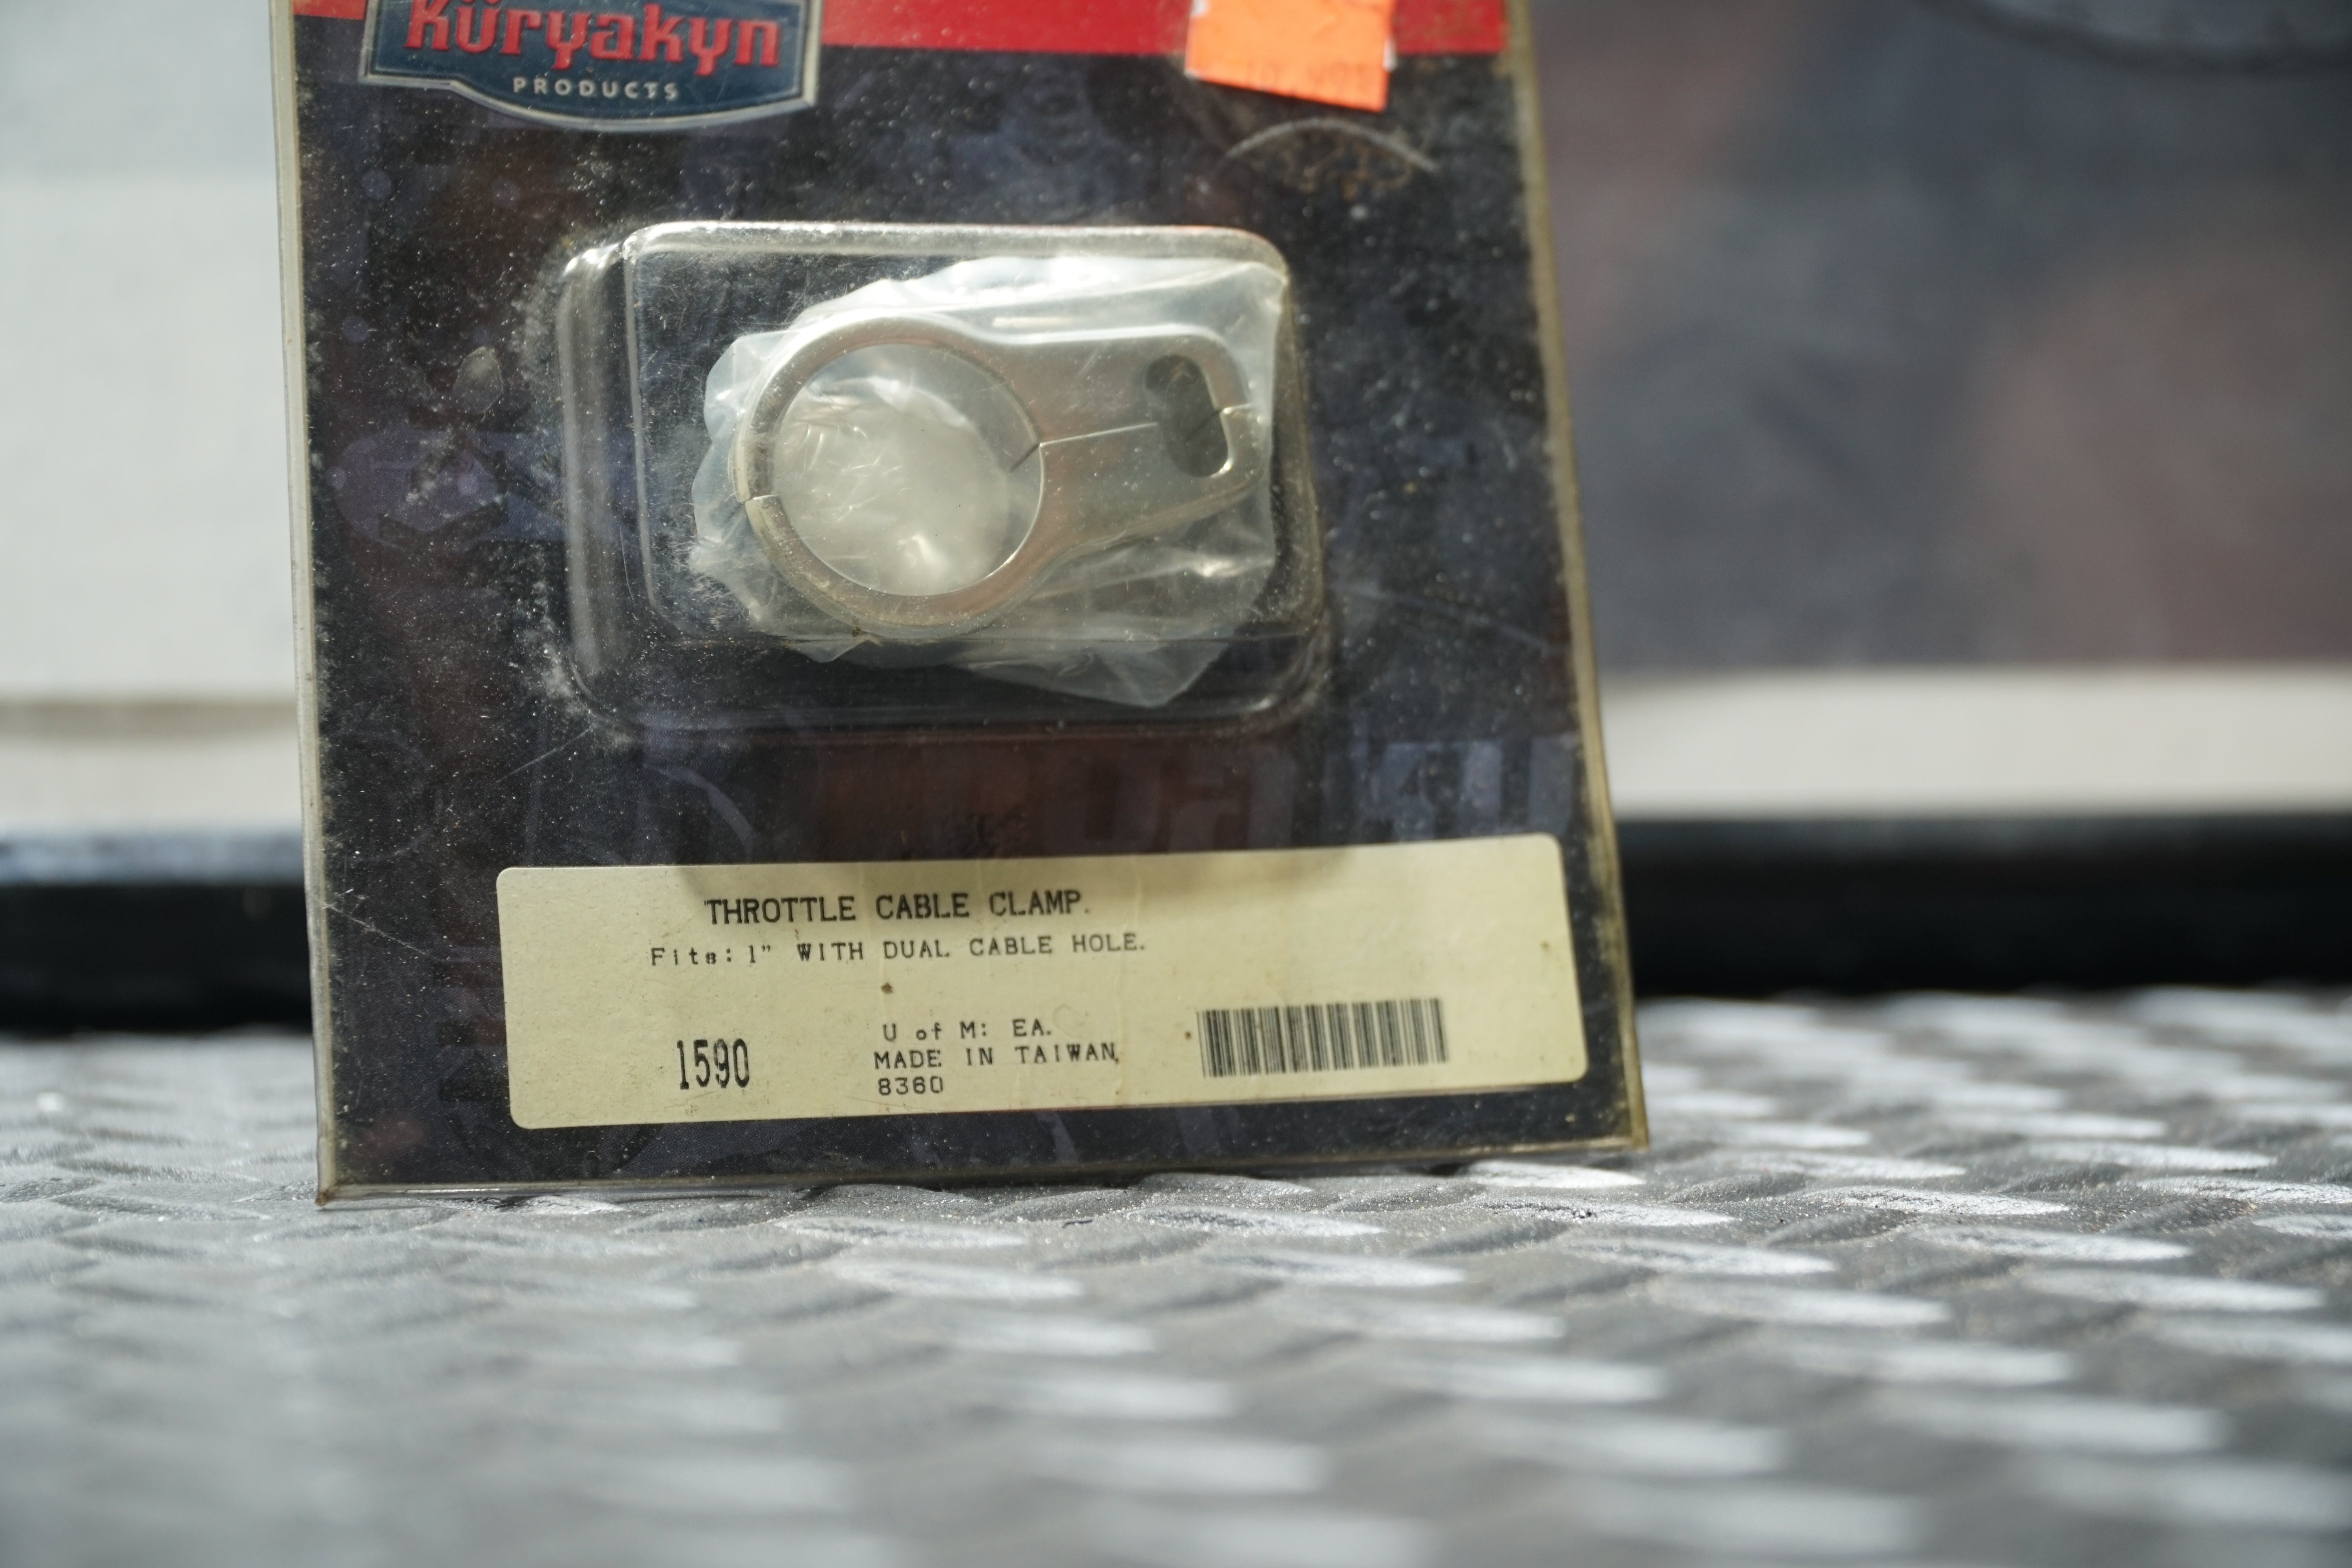 Küryakyn
PRODUCTS
THROTTLE CABLE CLAMP.
Fits: 1" WITH DUAL CABLE HOLE.
1590
U of M: EA.
MADE IN TAIWAN
8360